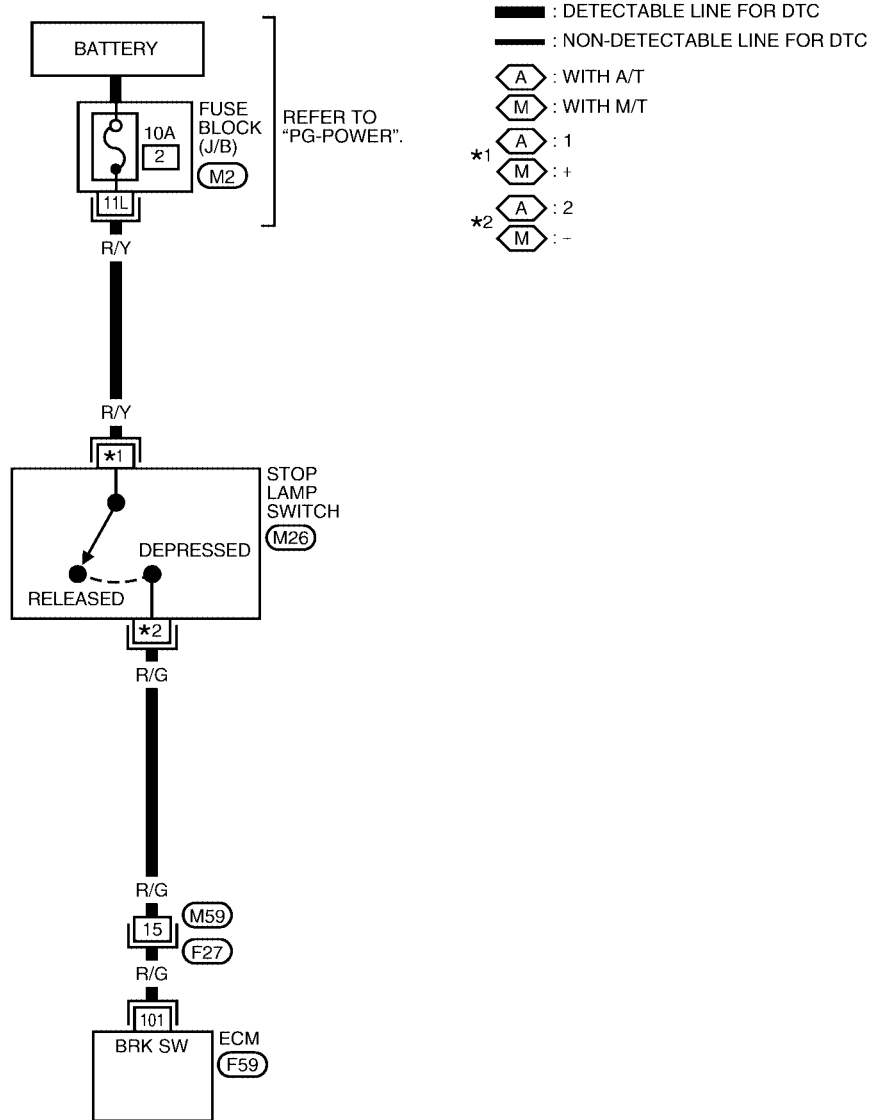 BATTERY
FUSE
BLOCK
(J/B)
10A
2
M2
11L
REFER TO
"PG-POWER".
: DETECTABLE LINE FOR DTC
: NON-DETECTABLE LINE FOR DTC
A : WITH A/T
M : WITH M/T
*1
A : 1
M : +
*2
A : 2
M : -
R/Y
R/Y
*1
STOP
LAMP
SWITCH
M26
DEPRESSED
RELEASED
*2
R/G
R/G
15
M59
F27
R/G
101
BRK SW
ECM
F59